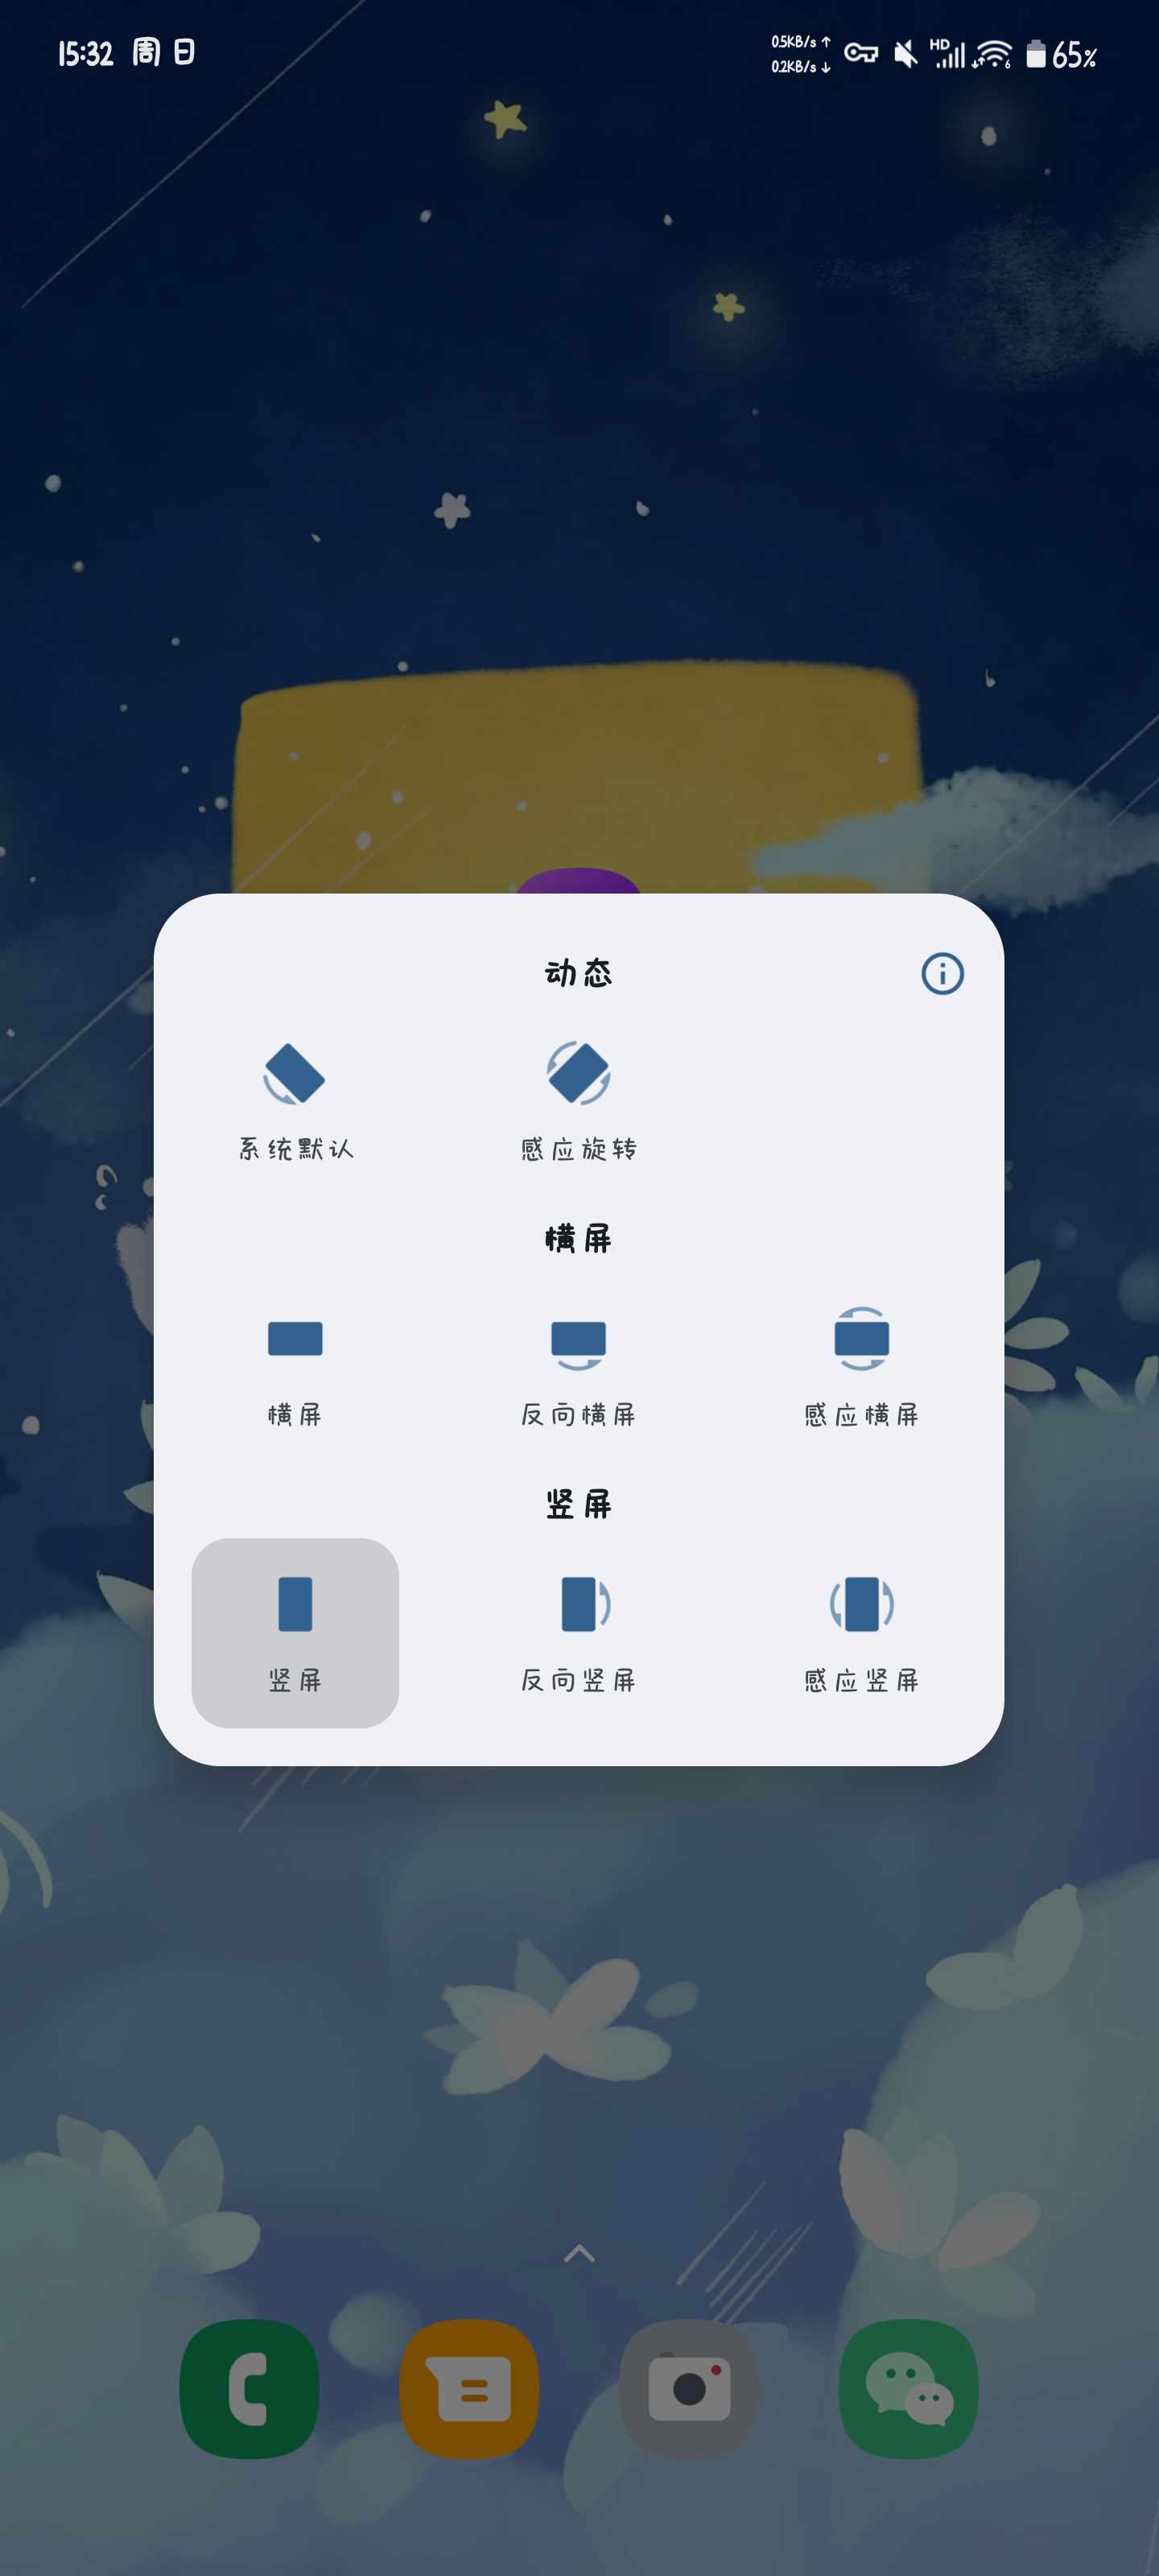 15:32 周日
0.5KB/s ↑
0.2KB/s ↓
HD
6
65%
动态
系统默认 感应旋转
横屏
横屏 反向横屏 感应横屏
竖屏
竖屏 反向竖屏 感应竖屏